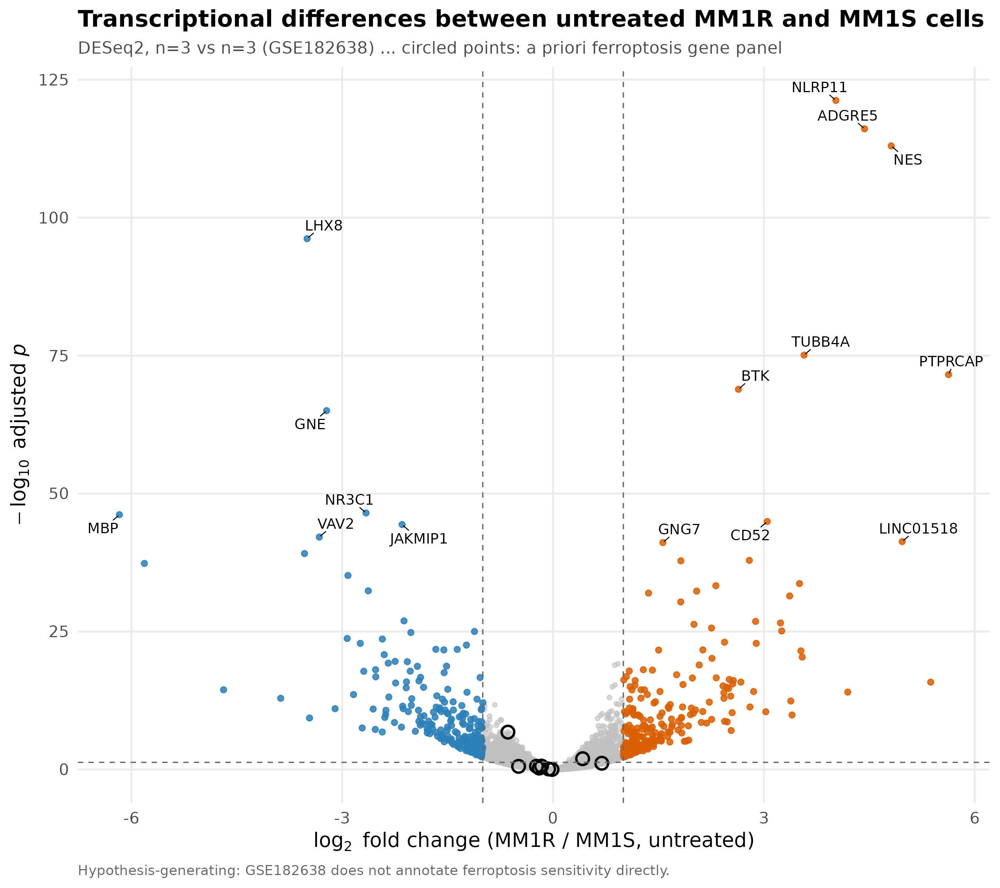 Transcriptional differences between untreated MM1R and MM1S cells
DESeq2, n=3 vs n=3 (GSE182638) ... circled points: a priori ferroptosis gene panel
125
NLRP11
ADGRE5
NES
100
LHX8
75
TUBB4A
PTPRCAP
BTK
GNE
50
NR3C1
MBP
VAV2
JAKMIP1
GNG7
CD52
LINC01518
25
0
− log10 adjusted p
-6
-3
0
3
6
log2 fold change (MM1R / MM1S, untreated)
Hypothesis-generating: GSE182638 does not annotate ferroptosis sensitivity directly.